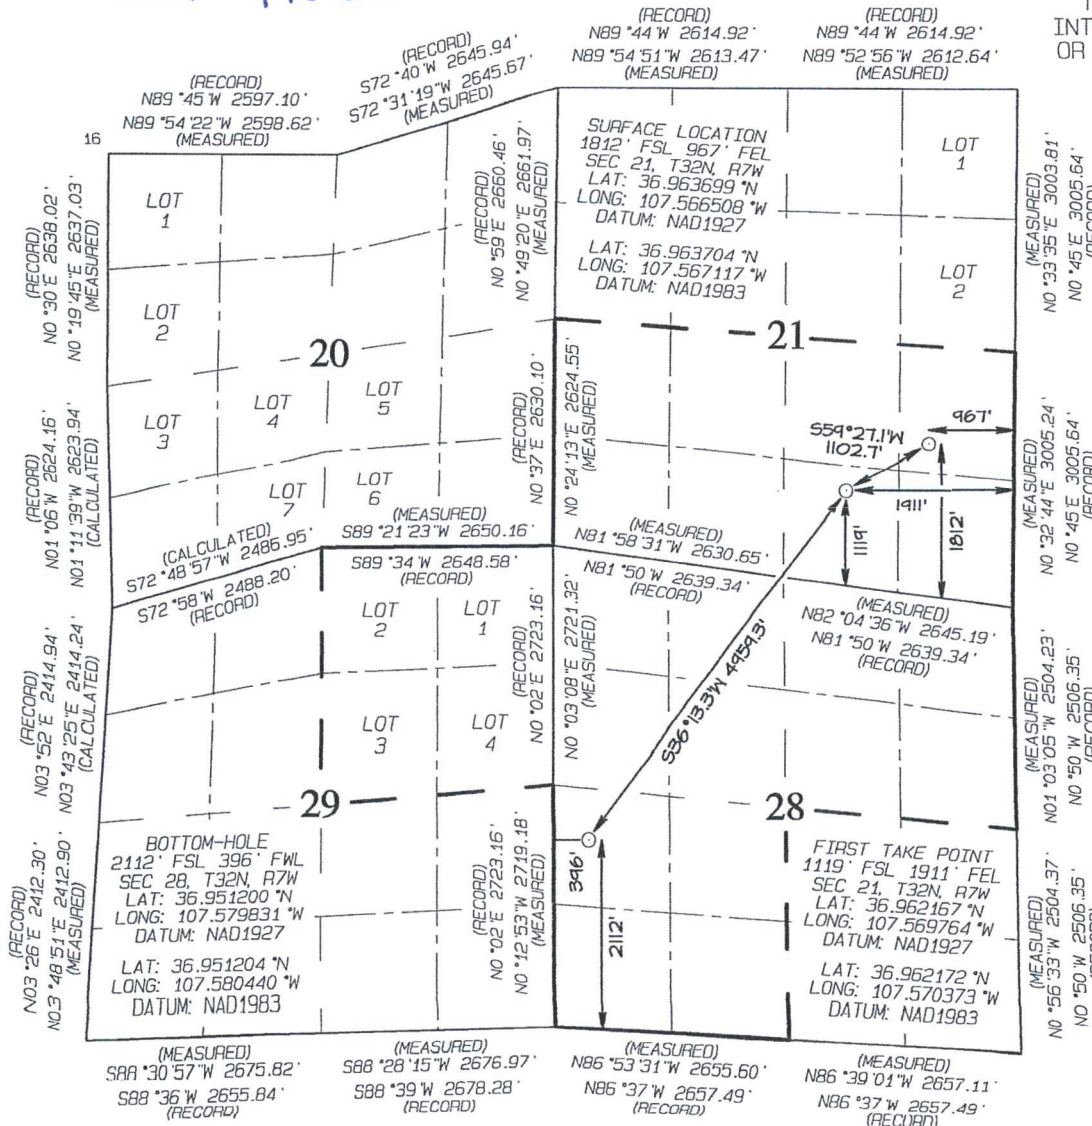 INT
OR
(RECORD)
N89°45'W 2597.10'
N89°54'22"W 2598.62'
(MEASURED)
(RECORD)
S72°40'W 2645.94'
S72°31'19"W 2645.67'
(MEASURED)
(RECORD)
N89°44'W 2614.92'
N89°54'51"W 2613.47'
(MEASURED)
(RECORD)
N89°44'W 2614.92'
N89°52'56"W 2612.64'
(MEASURED)
16
(RECORD)
N0°30'E 2638.02'
N0°19'45"E 2637.03'
(MEASURED)
LOT
1
LOT
2
20
LOT
3
LOT
4
LOT
5
LOT
6
LOT
7
(RECORD)
N0°59'E 2660.46'
N0°49'20"E 2661.97'
(MEASURED)
SURFACE LOCATION
1812' FSL 967' FEL
SEC 21, T32N, R7W
LAT: 36.963699°N
LONG: 107.566508°W
DATUM: NAD1927
LAT: 36.963704°N
LONG: 107.567117°W
DATUM: NAD1983
LOT
1
LOT
2
21
(MEASURED)
N0°33'35"E 3003.81'
N0°45'E 3005.64'
(RECORD)
(RECORD)
N01°06'W 2624.16'
N01°11'39"W 2623.94'
(CALCULATED)
(RECORD)
N0°37'E 2630.10'
N0°24'13"E 2624.55'
(MEASURED)
967'
S59°27.1'W
1102.7'
1911'
1119'
1812'
(MEASURED)
N0°32'44"E 3005.24'
N0°45'E 3005.64'
(RECORD)
(CALCULATED)
S72°48'57"W 2486.95'
S72°58'W 2488.20'
(RECORD)
(MEASURED)
S89°21'23"W 2650.16'
S89°34'W 2648.58'
(RECORD)
(MEASURED)
N81°58'31"W 2630.65'
N81°50'W 2639.34'
(RECORD)
(MEASURED)
N82°04'36"W 2645.19'
N81°50'W 2639.34'
(RECORD)
(RECORD)
N03°52'E 2414.94'
N03°43'25"E 2414.24'
(CALCULATED)
LOT
2
LOT
1
LOT
3
LOT
4
29
(RECORD)
N0°02'E 2723.16'
N0°03'08"E 2721.32'
(MEASURED)
S36°13.3'W 4959.3'
28
(MEASURED)
N01°03'05"W 2504.23'
N0°50'W 2506.35'
(RECORD)
(RECORD)
N03°26'E 2412.30'
N03°48'51"E 2412.90'
(MEASURED)
BOTTOM-HOLE
2112' FSL 396' FWL
SEC 28, T32N, R7W
LAT: 36.951200°N
LONG: 107.579831°W
DATUM: NAD1927
LAT: 36.951204°N
LONG: 107.580440°W
DATUM: NAD1983
(RECORD)
N0°02'E 2723.16'
N0°12'53"W 2719.18'
(MEASURED)
396'
2112'
FIRST TAKE POINT
1119' FSL 1911' FEL
SEC 21, T32N, R7W
LAT: 36.962167°N
LONG: 107.569764°W
DATUM: NAD1927
LAT: 36.962172°N
LONG: 107.570373°W
DATUM: NAD1983
(MEASURED)
N0°56'33"W 2504.37'
N0°50'W 2506.35'
(MEASURED)
S88°30'57"W 2675.82'
S88°36'W 2655.84'
(RECORD)
(MEASURED)
S88°28'15"W 2676.97'
S88°39'W 2678.28'
(RECORD)
(MEASURED)
N86°53'31"W 2655.60'
N86°37'W 2657.49'
(RECORD)
(MEASURED)
N86°39'01"W 2657.11'
N86°37'W 2657.49'
(RECORD)